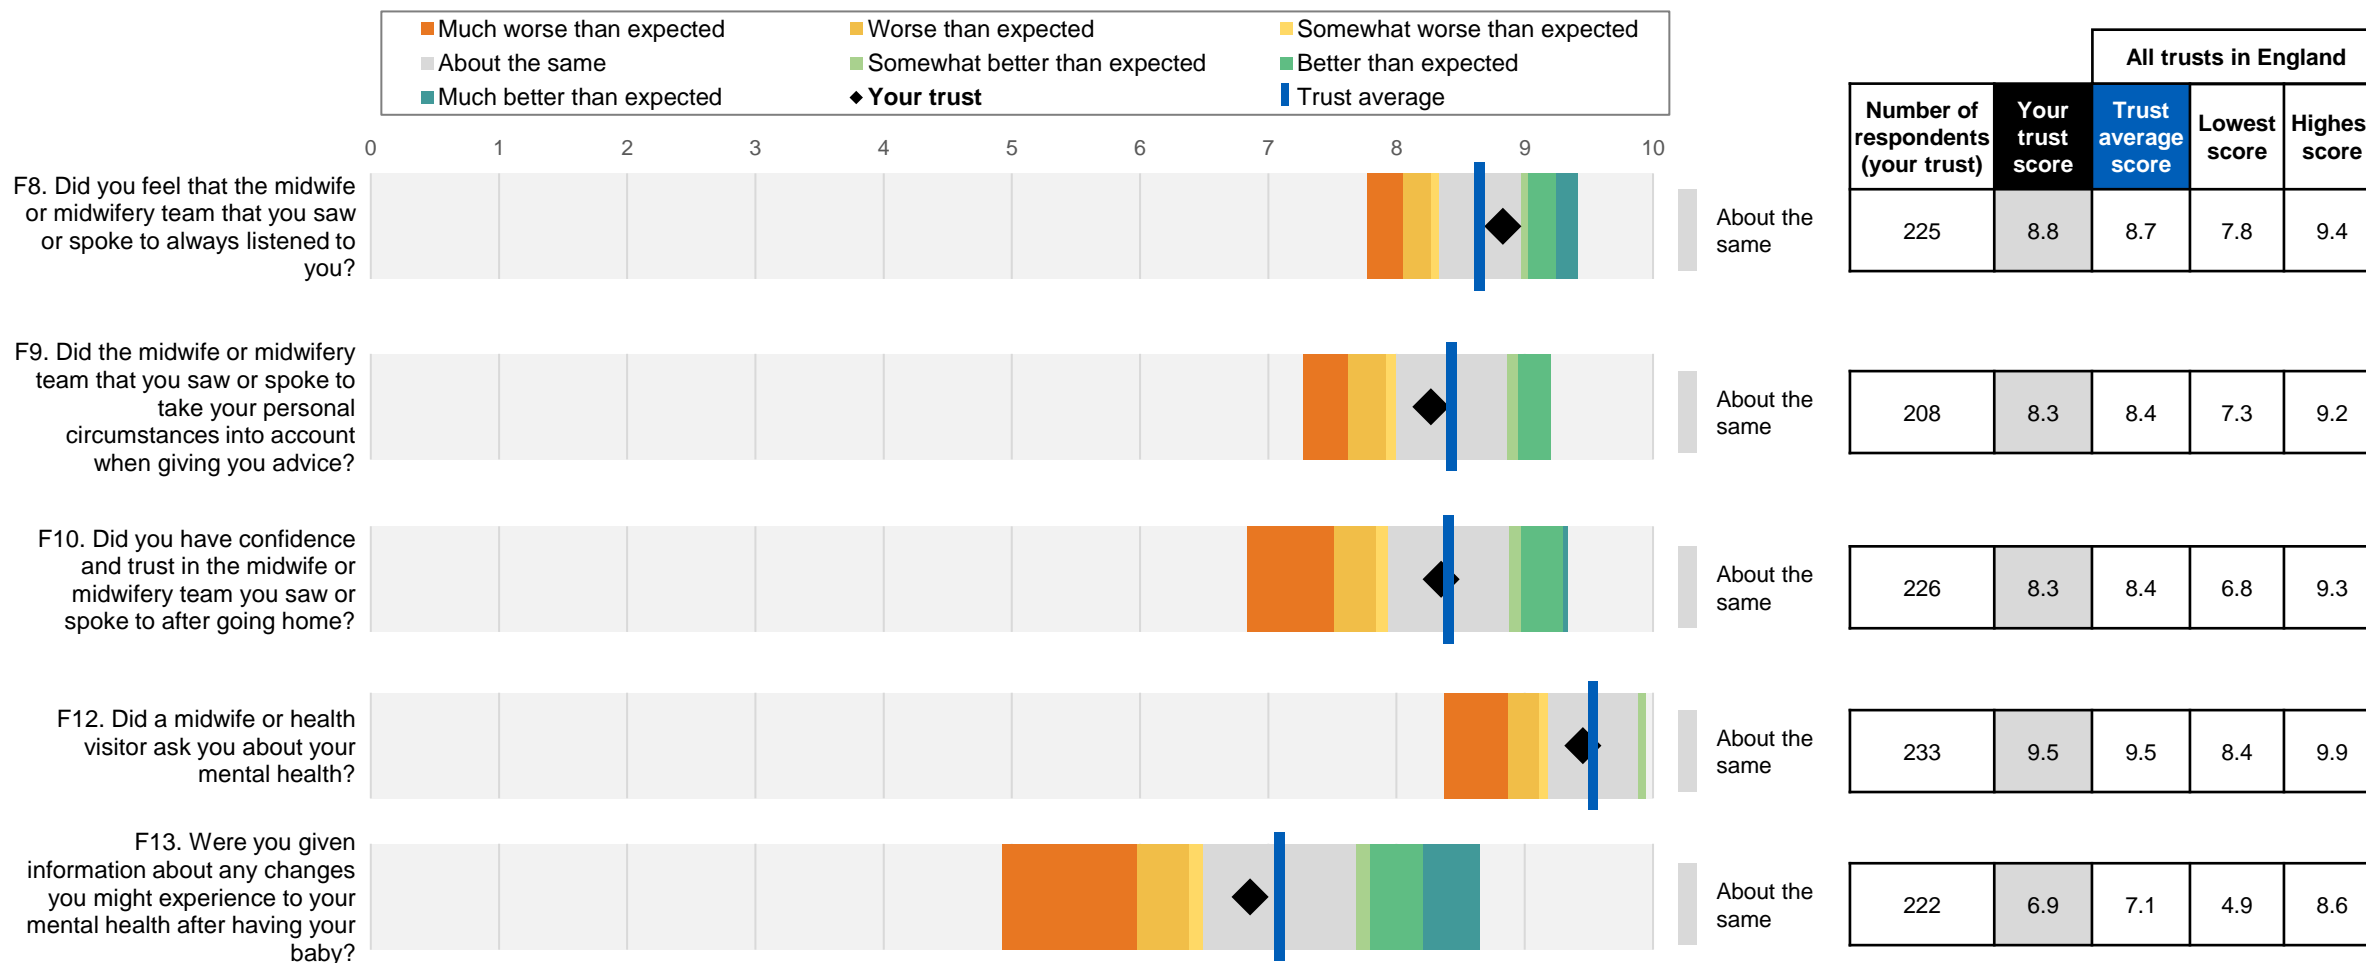 Much worse than expected
Worse than expected
Somewhat worse than expected
About the same
Somewhat better than expected
Better than expected
Much better than expected
Your trust
Trust average
All trusts in England
Number of
respondents
(your trust)
Your
trust
score
Trust
average
score
Lowest
score
Highes
score
0 1 2 3 4 5 6 7 8 9 10
F8. Did you feel that the midwife
or midwifery team that you saw
or spoke to always listened to
you?
About the
same
225 8.8 8.7 7.8 9.4
F9. Did the midwife or midwifery
team that you saw or spoke to
take your personal
circumstances into account
when giving you advice?
About the
same
208 8.3 8.4 7.3 9.2
F10. Did you have confidence
and trust in the midwife or
midwifery team you saw or
spoke to after going home?
About the
same
226 8.3 8.4 6.8 9.3
F12. Did a midwife or health
visitor ask you about your
mental health?
About the
same
233 9.5 9.5 8.4 9.9
F13. Were you given
information about any changes
you might experience to your
mental health after having your
baby?
About the
same
222 6.9 7.1 4.9 8.6